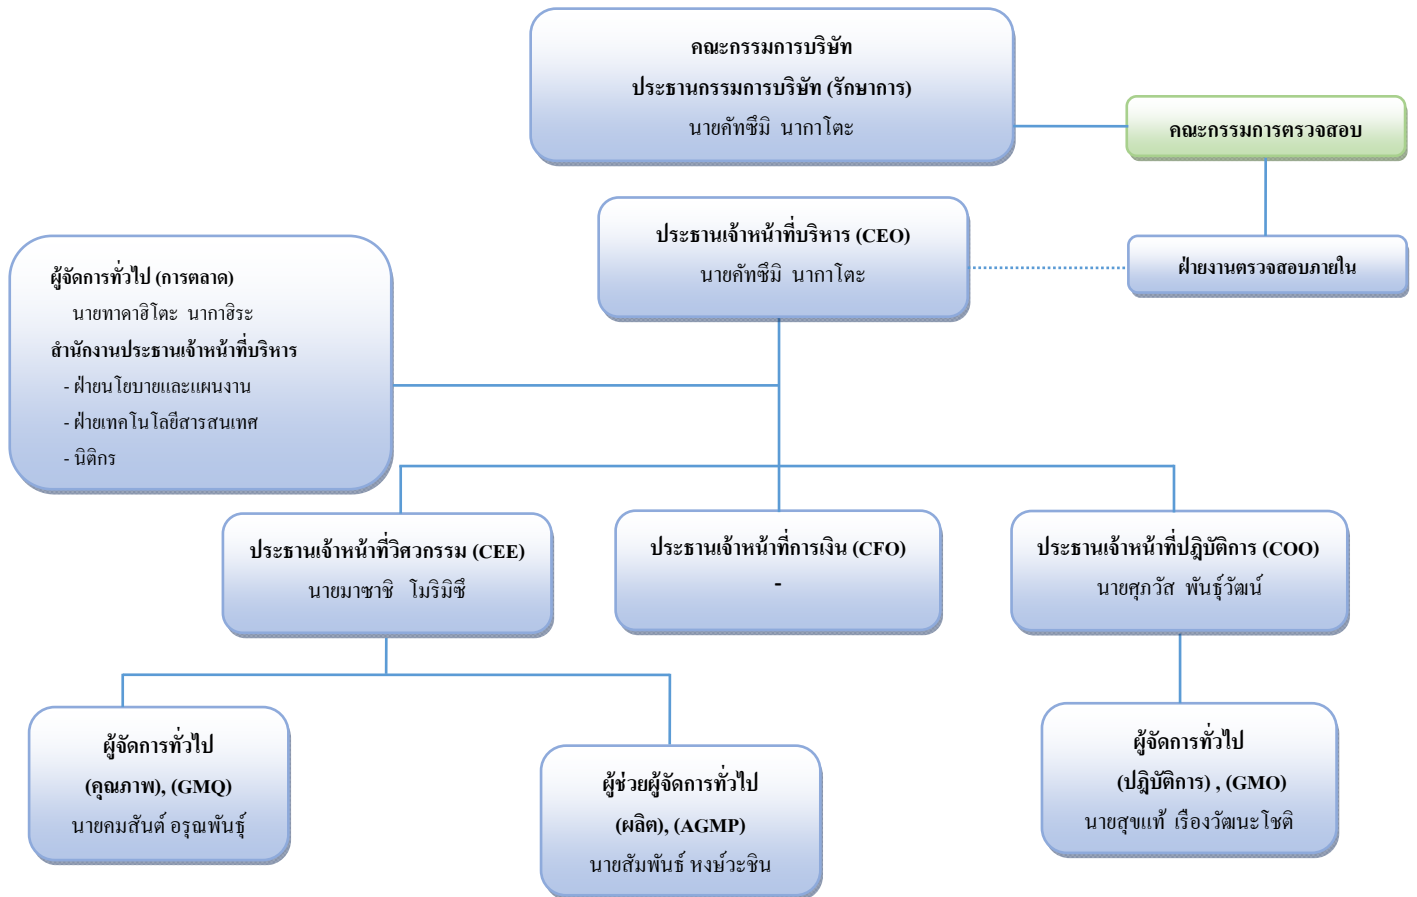 คณะกรรมการบริษัท
ประธานกรรมการบริษัท (รักษาการ)
นายคัทซึมิ นากาโตะ
คณะกรรมการตรวจสอบ
ประธานเจ้าหน้าที่บริหาร (CEO)
นายคัทซึมิ นากาโตะ
ฝ่ายงานตรวจสอบภายใน
ผู้จัดการทั่วไป (การตลาด)
นายทาดาฮิโตะ นากาฮิระ
สำนักงานประธานเจ้าหน้าที่บริหาร
- ฝ่ายนโยบายและแผนงาน
- ฝ่ายเทคโนโลยีสารสนเทศ
- นิติกร
ประธานเจ้าหน้าที่วิศวกรรม (CEE)
นายมาซาชิ โมริมิซึ
ประธานเจ้าหน้าที่การเงิน (CFO)
-
ประธานเจ้าหน้าที่ปฏิบัติการ (COO)
นายศุภวัส พันธุ์วัฒน์
ผู้จัดการทั่วไป
(คุณภาพ), (GMQ)
นายคมสันต์ อรุณพันธุ์
ผู้ช่วยผู้จัดการทั่วไป
(ผลิต), (AGMP)
นายสัมพันธ์ หงษ์วะชิน
ผู้จัดการทั่วไป
(ปฏิบัติการ) , (GMO)
นายสุขแท้ เรืองวัฒนะโชติ